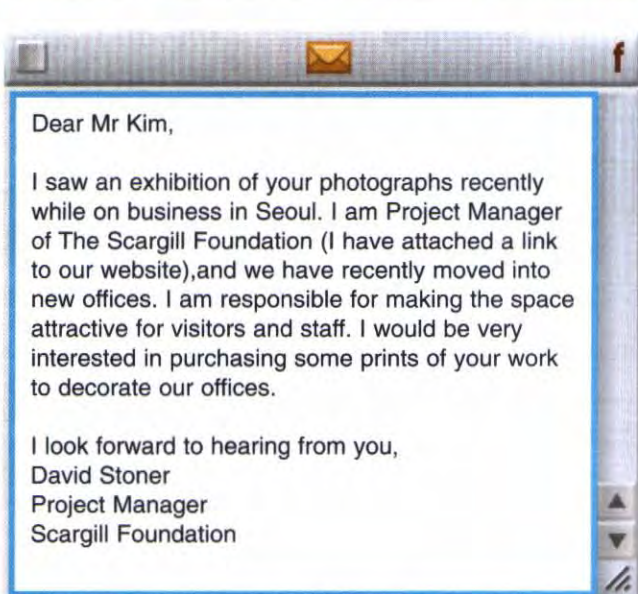 f
Dear Mr Kim,
I saw an exhibition of your photographs recently
while on business in Seoul. I am Project Manager
of The Scargill Foundation (I have attached a link
to our website),and we have recently moved into
new offices. I am responsible for making the space
attractive for visitors and staff. I would be very
interested in purchasing some prints of your work
to decorate our offices.
I look forward to hearing from you,
David Stoner
Project Manager
Scargill Foundation